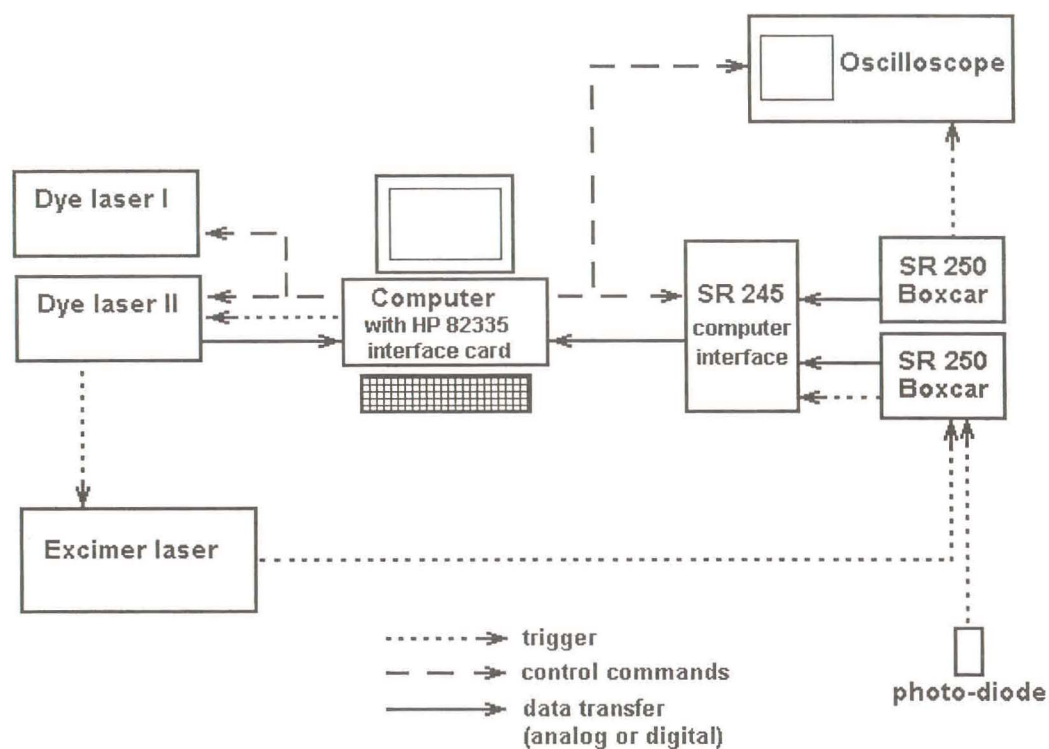 Oscilloscope
Dye laser I
Dye laser II
Computer
with HP 82335
interface card
SR 245
computer
interface
SR 250
Boxcar
SR 250
Boxcar
Excimer laser
trigger
control commands
data transfer
(analog or digital)
photo-diode